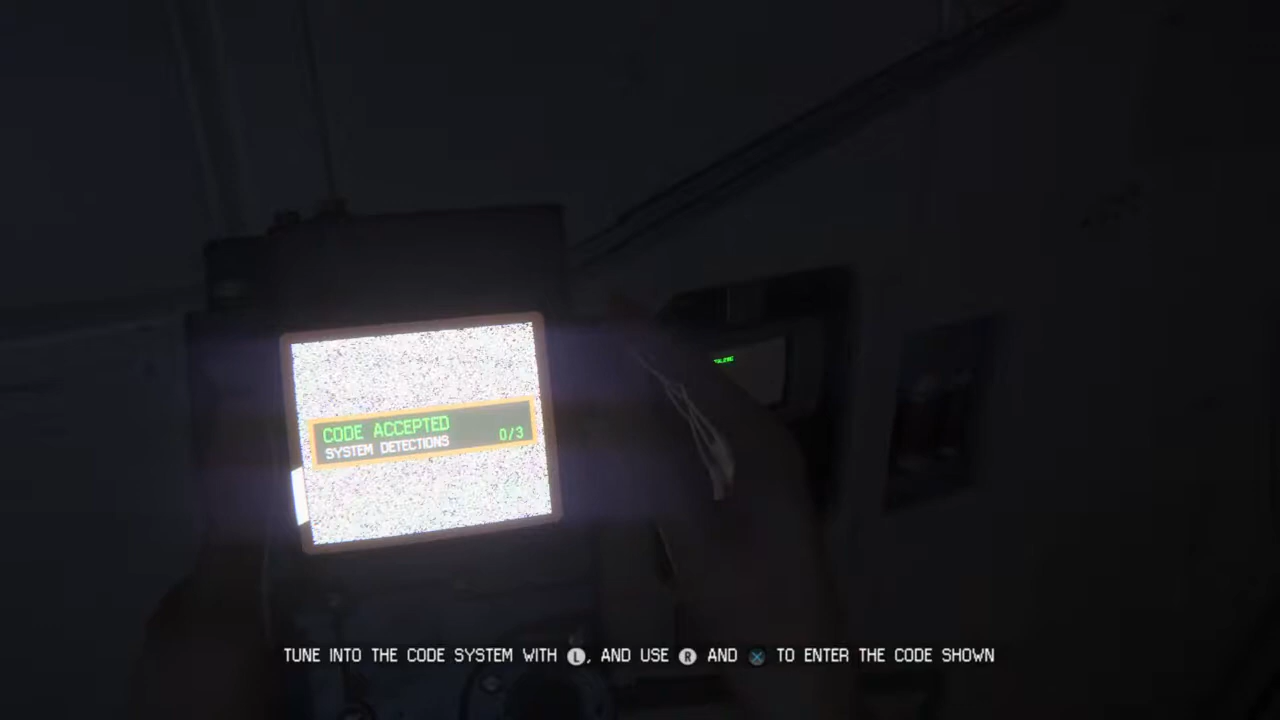 CODE ACCEPTED
SYSTEM DETECTIONS 0/3
TUNE INTO THE CODE SYSTEM WITH L, AND USE R AND X TO ENTER THE CODE SHOWN